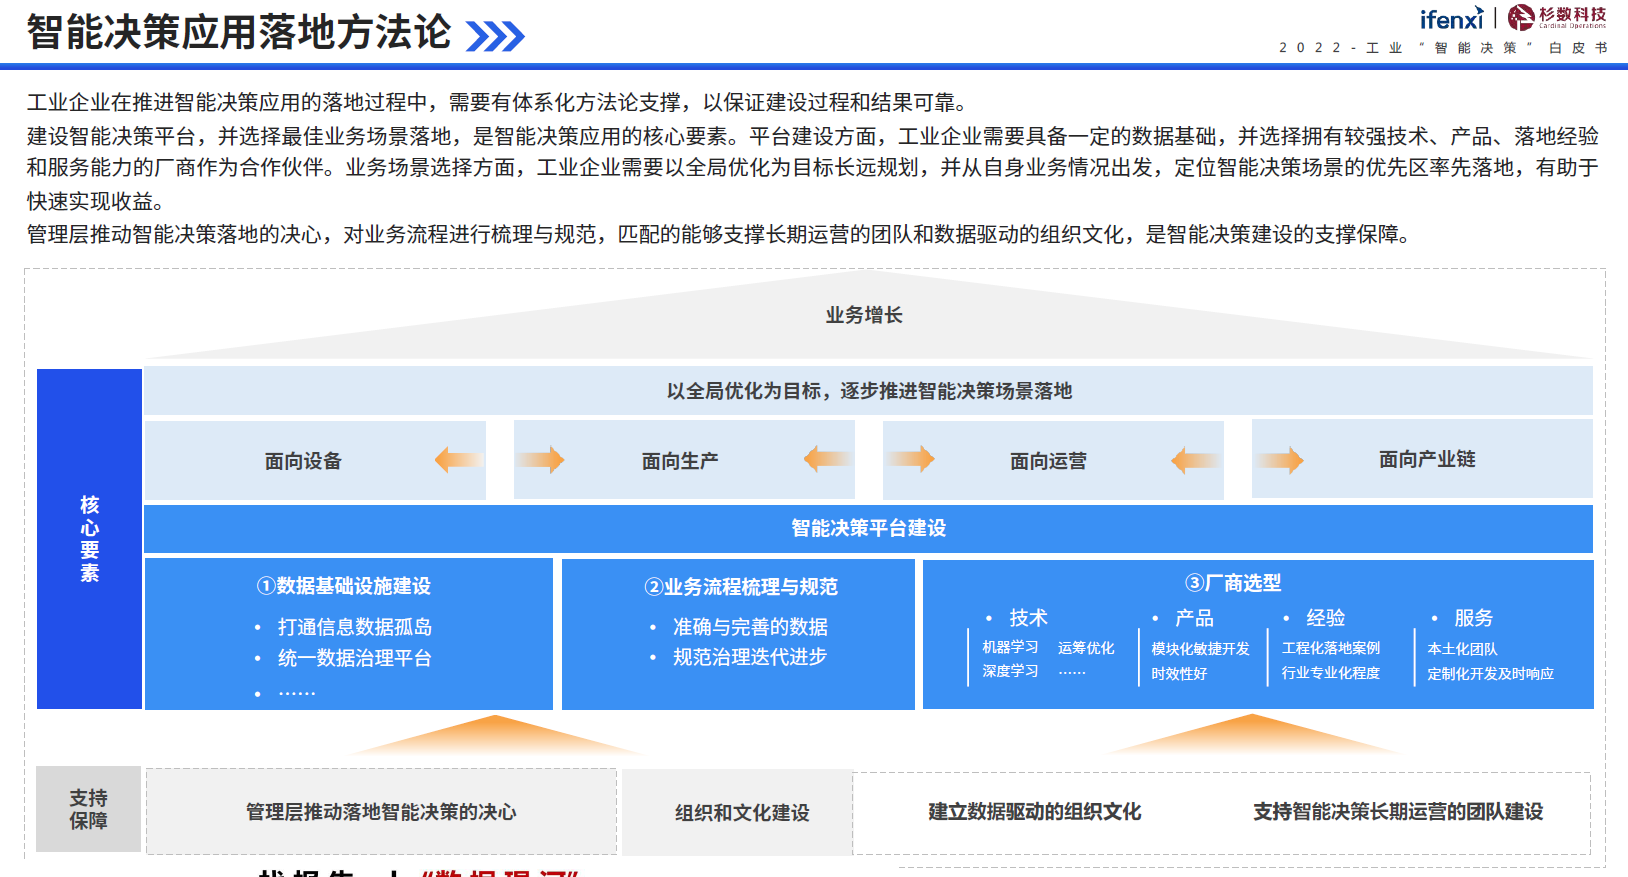 智能决策应用落地方法论
ifenxi | 杉数科技
Cardinal Operations
2022-工业“智能决策”白皮书
工业企业在推进智能决策应用的落地过程中，需要有体系化方法论支撑，以保证建设过程和结果可靠。
建设智能决策平台，并选择最佳业务场景落地，是智能决策应用的核心要素。平台建设方面，工业企业需要具备一定的数据基础，并选择拥有较强技术、产品、落地经验
和服务能力的厂商作为合作伙伴。业务场景选择方面，工业企业需要以全局优化为目标长远规划，并从自身业务情况出发，定位智能决策场景的优先区率先落地，有助于
快速实现收益。
管理层推动智能决策落地的决心，对业务流程进行梳理与规范，匹配的能够支撑长期运营的团队和数据驱动的组织文化，是智能决策建设的支撑保障。
业务增长
核心要素
以全局优化为目标，逐步推进智能决策场景落地
面向设备
面向生产
面向运营
面向产业链
智能决策平台建设
①数据基础设施建设
• 打通信息数据孤岛
• 统一数据治理平台
• ······
②业务流程梳理与规范
• 准确与完善的数据
• 规范治理迭代进步
③厂商选型
• 技术
机器学习 运筹优化
深度学习 ······
• 产品
模块化敏捷开发
时效性好
• 经验
工程化落地案例
行业专业化程度
• 服务
本土化团队
定制化开发及时响应
支持
保障
管理层推动落地智能决策的决心
组织和文化建设
建立数据驱动的组织文化
支持智能决策长期运营的团队建设